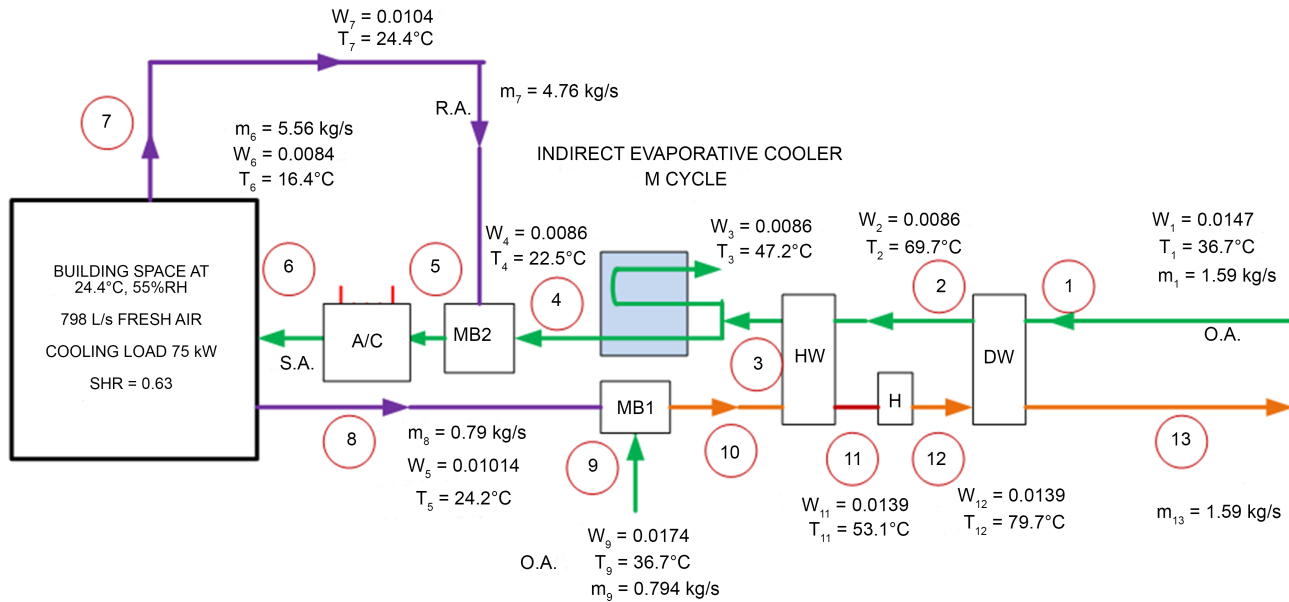 W₇ = 0.0104
T₇ = 24.4°C
7
R.A.
m₇ = 4.76 kg/s
m₆ = 5.56 kg/s
W₆ = 0.0084
T₆ = 16.4°C
INDIRECT EVAPORATIVE COOLER
M CYCLE
W₄ = 0.0086
T₄ = 22.5°C
W₃ = 0.0086
T₃ = 47.2°C
W₂ = 0.0086
T₂ = 69.7°C
W₁ = 0.0147
T₁ = 36.7°C
m₁ = 1.59 kg/s
BUILDING SPACE AT
24.4°C, 55%RH
798 L/s FRESH AIR
COOLING LOAD 75 kW
SHR = 0.63
6
5
4
2
1
S.A.
A/C
MB2
3
HW
DW
O.A.
H
MB1
8
m₈ = 0.79 kg/s
W₅ = 0.01014
T₅ = 24.2°C
9
10
11
12
13
W₉ = 0.0174
T₉ = 36.7°C
m₉ = 0.794 kg/s
O.A.
W₁₁ = 0.0139
T₁₁ = 53.1°C
W₁₂ = 0.0139
T₁₂ = 79.7°C
m₁₃ = 1.59 kg/s